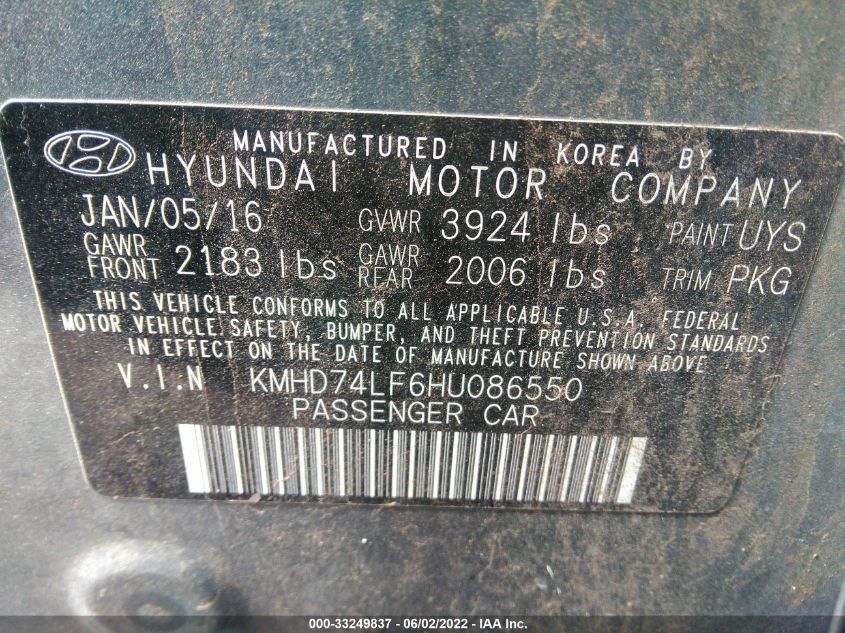 MANUFACTURED IN KOREA BY
HYUNDAI MOTOR COMPANY
JAN/05/16 GVWR 3924 lbs PAINT UYS
GAWR FRONT 2183 lbs GAWR REAR 2006 lbs TRIM PKG
THIS VEHICLE CONFORMS TO ALL APPLICABLE U.S.A. FEDERAL
MOTOR VEHICLE SAFETY, BUMPER, AND THEFT PREVENTION STANDARDS
IN EFFECT ON THE DATE OF MANUFACTURE SHOWN ABOVE
V.I.N KMHD74LF6HU086550
PASSENGER CAR
000-33249837 - 06/02/2022 - IAA Inc.